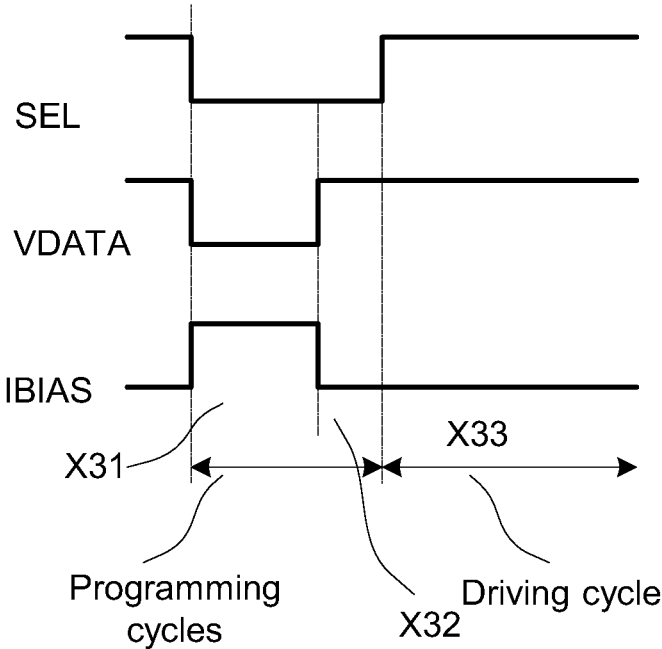 SEL
VDATA
IBIAS
X33
X31
Programming
cycles
X32
Driving cycle